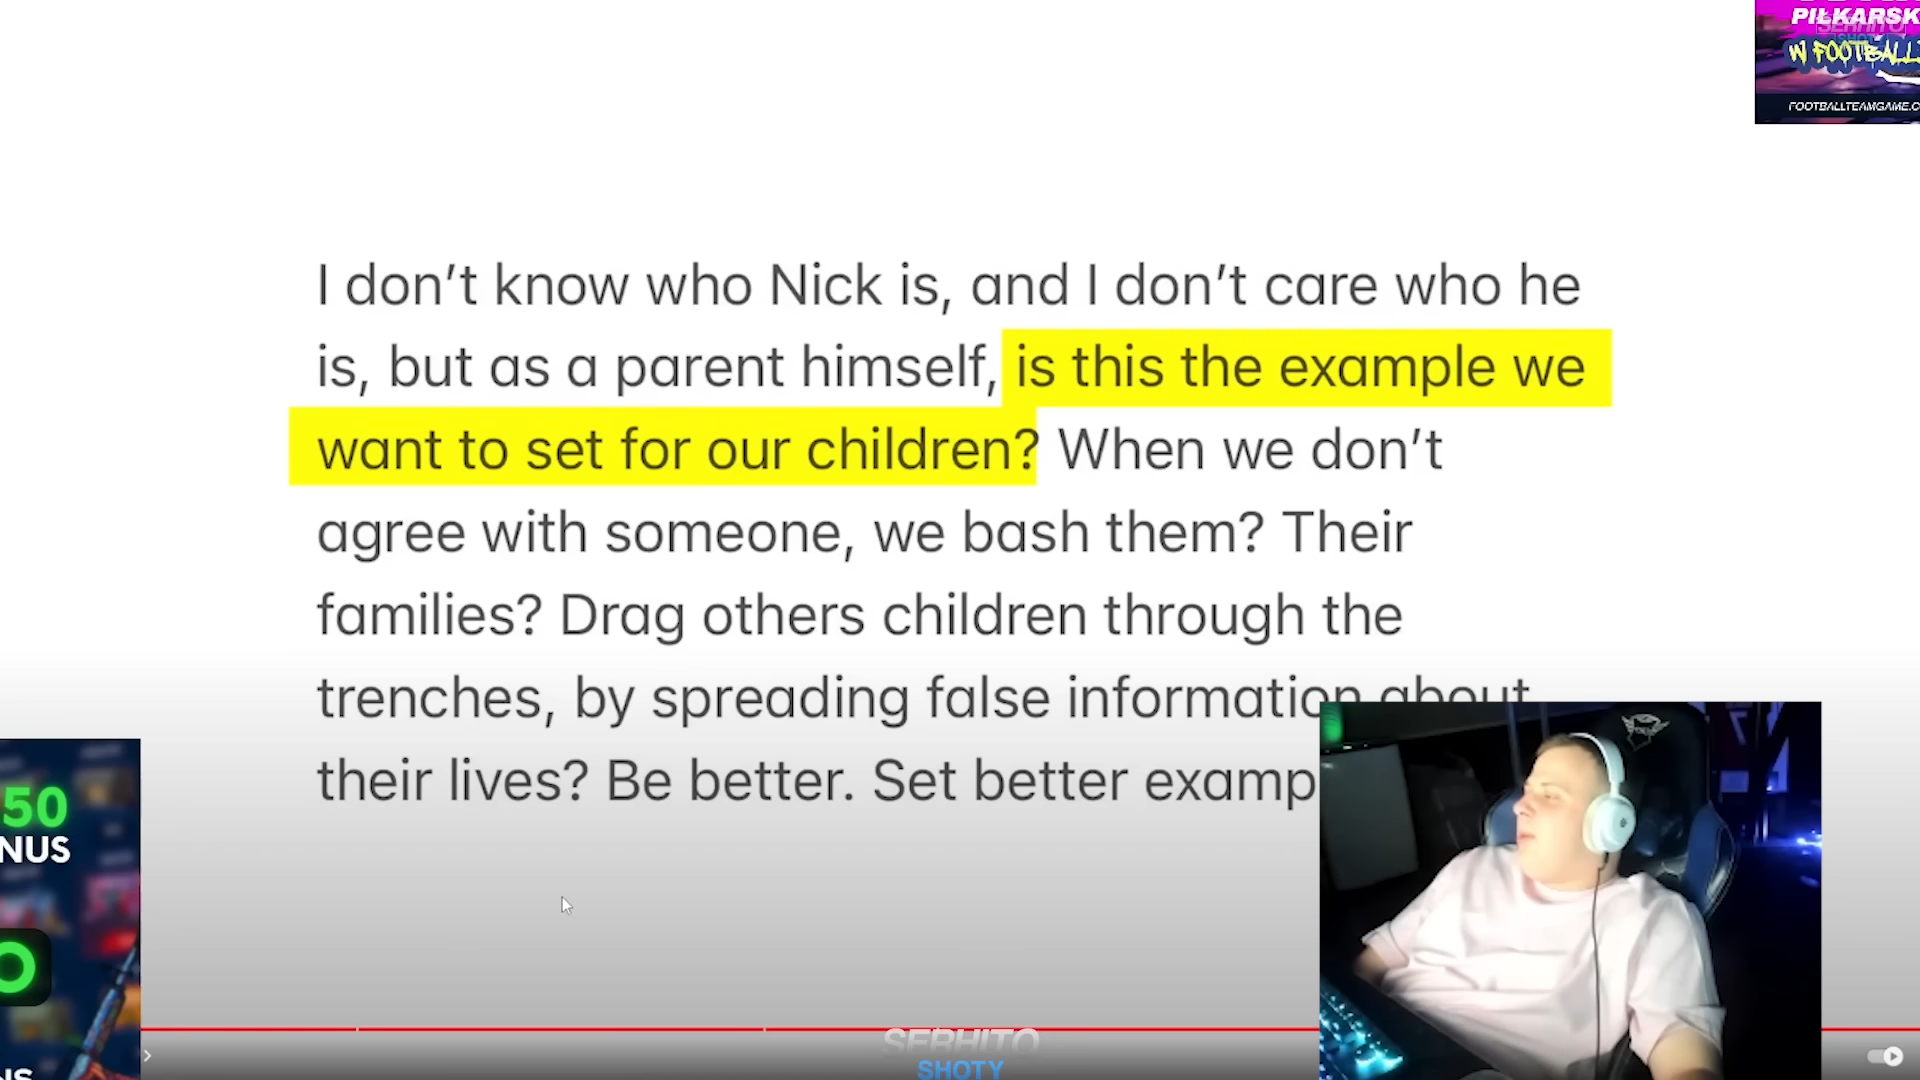 PIŁKARSK
SERHITO
W FOOTBALL
FOOTBALLTEAMGAME.C
I don’t know who Nick is, and I don’t care who he
is, but as a parent himself, is this the example we
want to set for our children? When we don’t
agree with someone, we bash them? Their
families? Drag others children through the
trenches, by spreading false information about
their lives? Be better. Set better examp
50
NUS
SERHITO
SHOTY